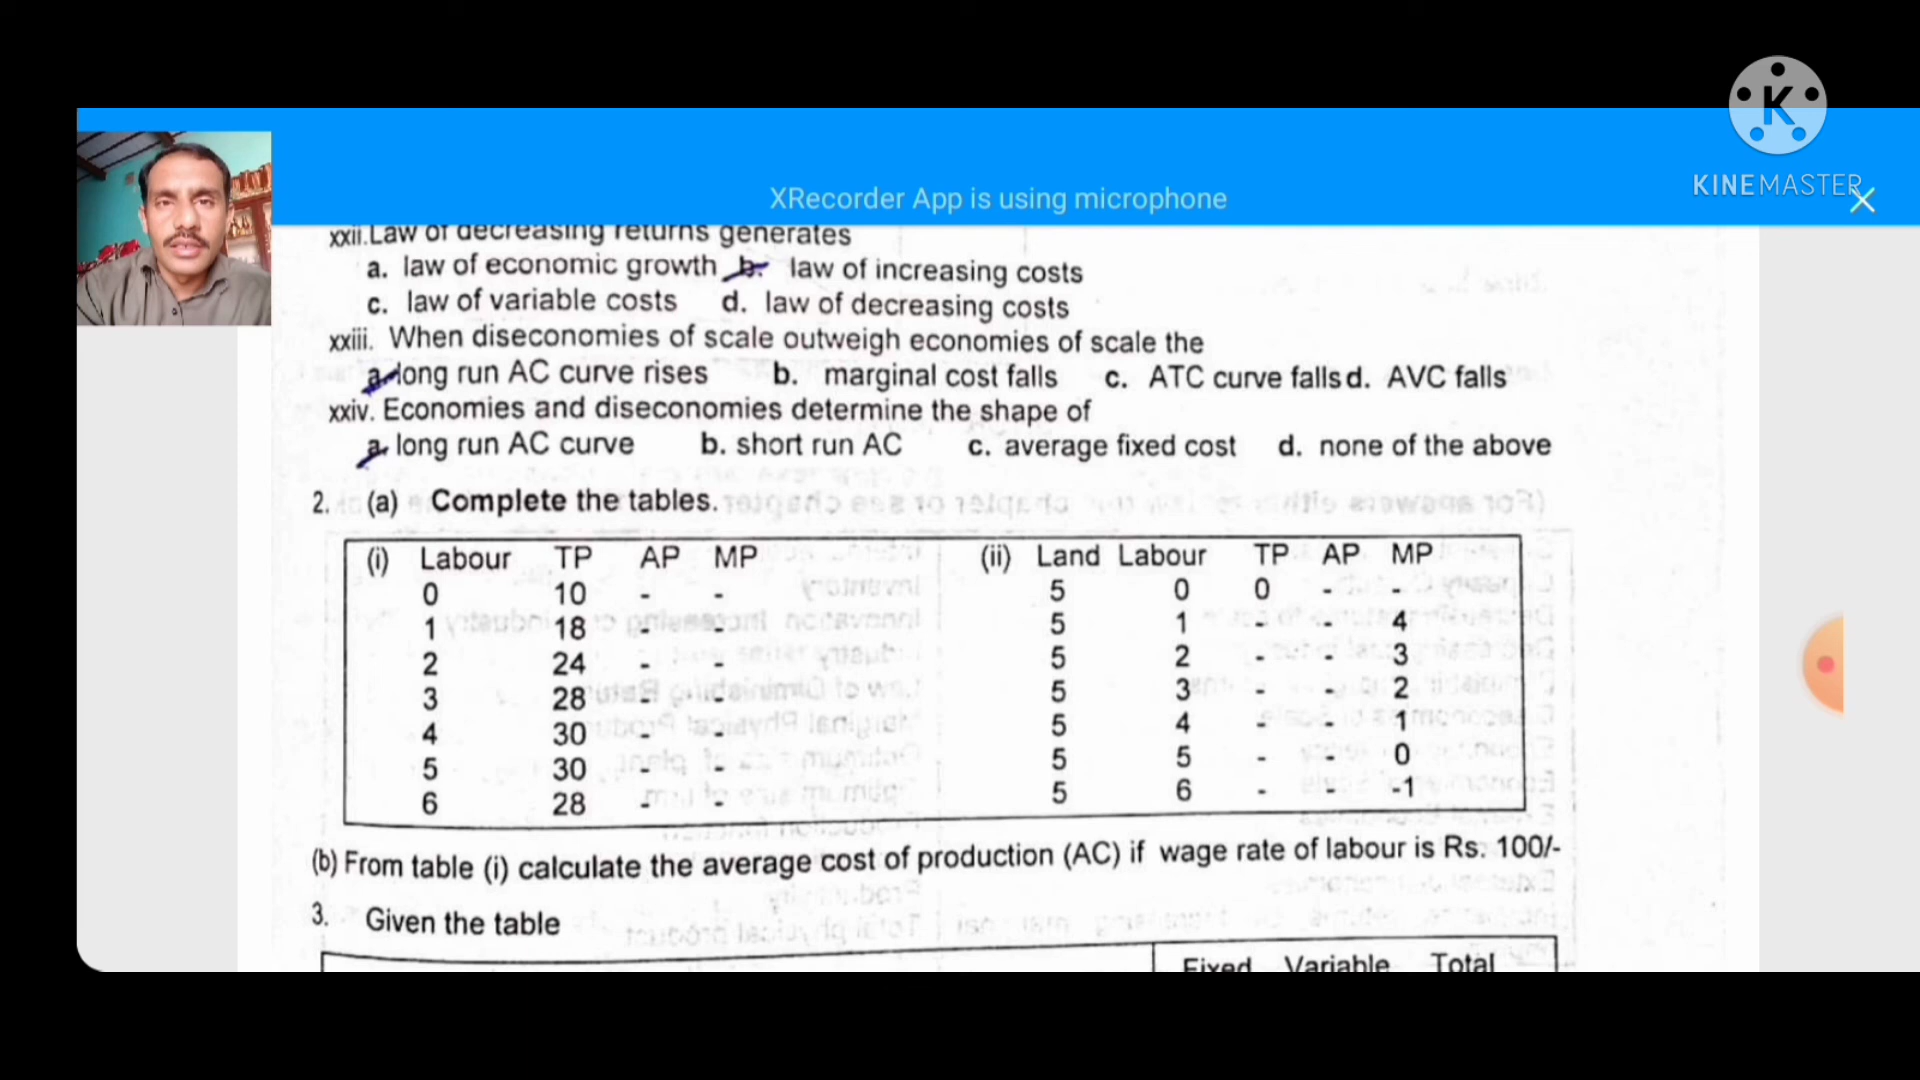 KINEMASTER
XRecorder App is using microphone
xxii. Law of decreasing returns generates
a. law of economic growth b. law of increasing costs
c. law of variable costs d. law of decreasing costs
xxiii. When diseconomies of scale outweigh economies of scale the
a. long run AC curve rises b. marginal cost falls c. ATC curve falls d. AVC falls
xxiv. Economies and diseconomies determine the shape of
a. long run AC curve b. short run AC c. average fixed cost d. none of the above
2. (a) Complete the tables.
(i) Labour TP AP MP (ii) Land Labour TP AP MP
0 10 - - 5 0 0 - -
1 18 - - 5 1 - - 4
2 24 - - 5 2 - - 3
3 28 - - 5 3 - - 2
4 30 - - 5 4 - - 1
5 30 - - 5 5 - - 0
6 28 - - 5 6 - - -1
(b) From table (i) calculate the average cost of production (AC) if wage rate of labour is Rs. 100/-
3. Given the table
Fixed Variable Total